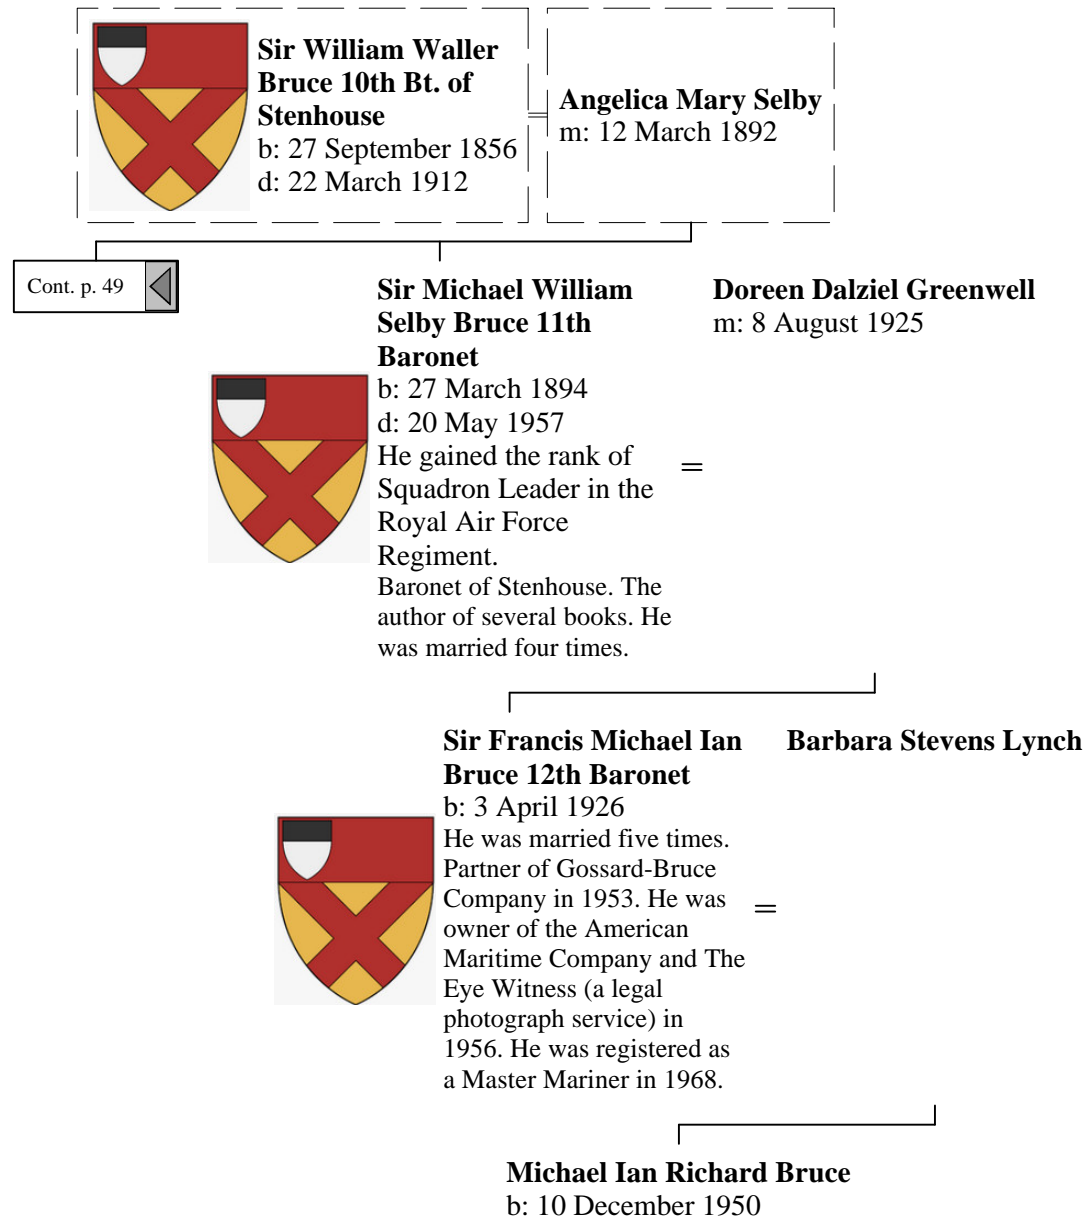 Sir William Waller
Bruce 10th Bt. of
Stenhouse
b: 27 September 1856
d: 22 March 1912
=
Angelica Mary Selby
m: 12 March 1892
Cont. p. 49
Sir Michael William
Selby Bruce 11th
Baronet
b: 27 March 1894
d: 20 May 1957
He gained the rank of
Squadron Leader in the
Royal Air Force
Regiment.
Baronet of Stenhouse. The
author of several books. He
was married four times.
=
Doreen Dalziel Greenwell
m: 8 August 1925
Sir Francis Michael Ian
Bruce 12th Baronet
b: 3 April 1926
He was married five times.
Partner of Gossard-Bruce
Company in 1953. He was
owner of the American
Maritime Company and The
Eye Witness (a legal
photograph service) in
1956. He was registered as
a Master Mariner in 1968.
=
Barbara Stevens Lynch
Michael Ian Richard Bruce
b: 10 December 1950